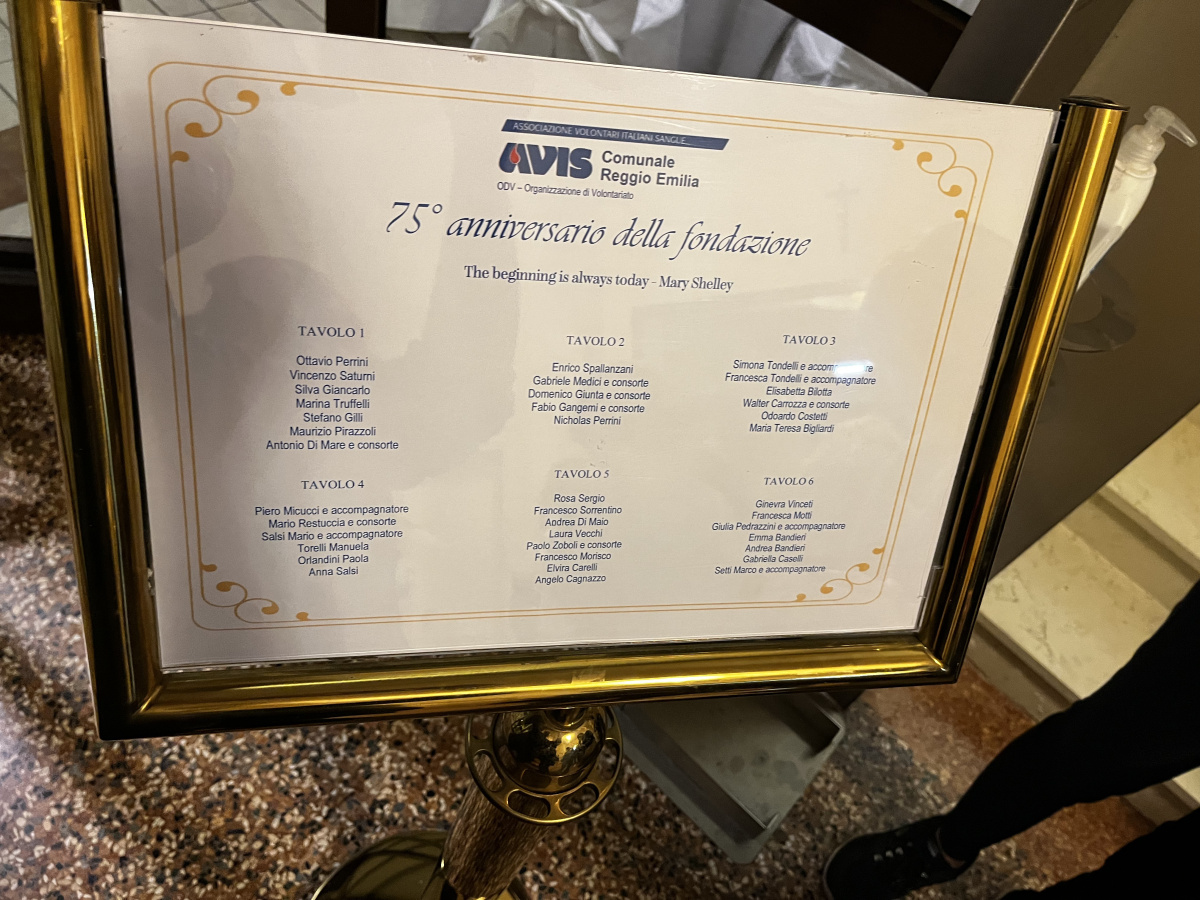 ASSOCIAZIONE VOLONTARI ITALIANI SANGUE
AVIS Comunale
Reggio Emilia
ODV – Organizzazione di Volontariato
75° anniversario della fondazione
The beginning is always today - Mary Shelley
TAVOLO 1
Ottavio Perrini
Vincenzo Saturni
Silva Giancarlo
Marina Truffelli
Stefano Gilli
Maurizio Pirazzoli
Antonio Di Mare e consorte
TAVOLO 2
Enrico Spallanzani
Gabriele Medici e consorte
Domenico Giunta e consorte
Fabio Gangemi e consorte
Nicholas Perrini
TAVOLO 3
Simona Tondelli e accompagnatore
Francesca Tondelli e accompagnatore
Elisabetta Bilotta
Walter Carrozza e consorte
Odoardo Costetti
Maria Teresa Bigliardi
TAVOLO 4
Piero Micucci e accompagnatore
Mario Restuccia e consorte
Salsi Mario e accompagnatore
Torelli Manuela
Orlandini Paola
Anna Salsi
TAVOLO 5
Rosa Sergio
Francesco Sorrentino
Andrea Di Maio
Laura Vecchi
Paolo Zoboli e consorte
Francesco Morisco
Elvira Carelli
Angelo Cagnazzo
TAVOLO 6
Ginevra Vinceti
Francesca Motti
Giulia Pedrazzini e accompagnatore
Emma Bandieri
Andrea Bandieri
Gabriella Caselli
Setti Marco e accompagnatore